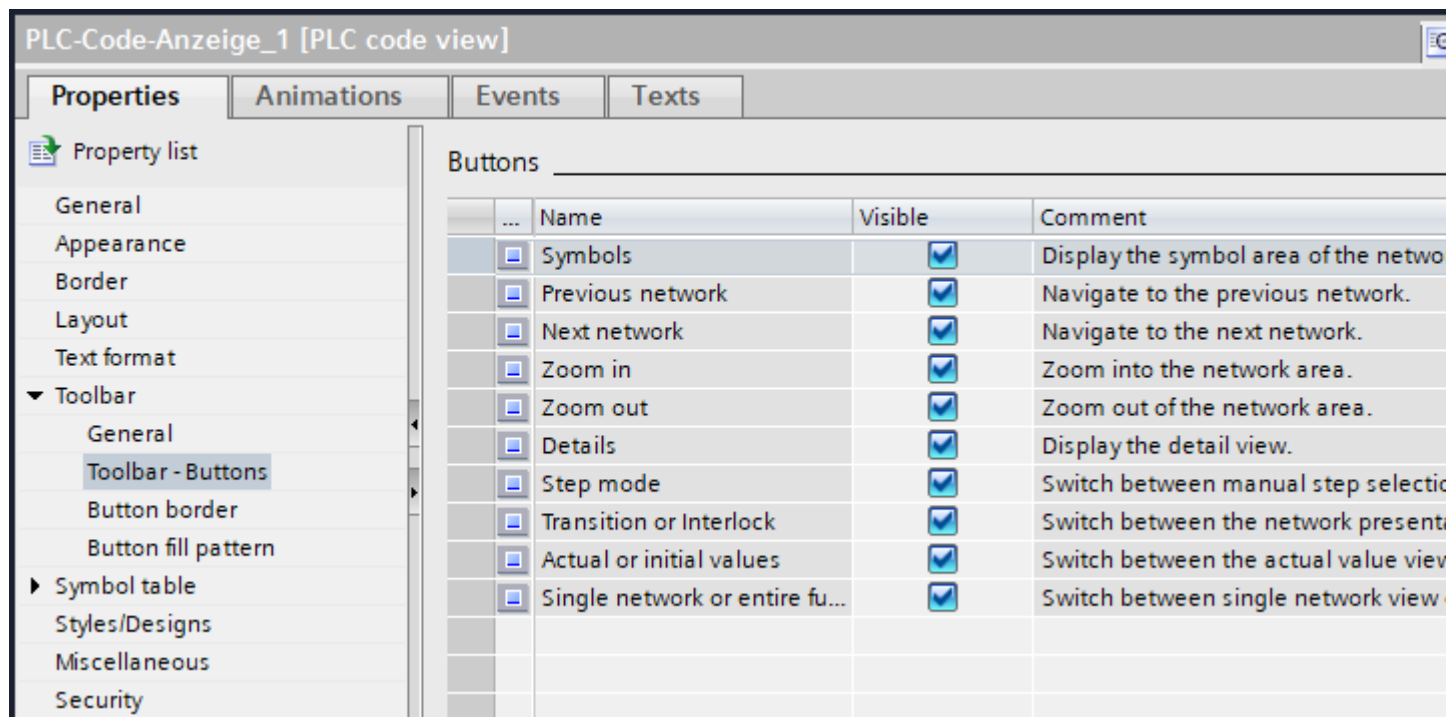 PLC-Code-Anzeige_1 [PLC code view]
Properties Animations Events Texts
Property list
General
Appearance
Border
Layout
Text format
Toolbar
General
Toolbar - Buttons
Button border
Button fill pattern
Symbol table
Styles/Designs
Miscellaneous
Security
Buttons
... Name Visible Comment
Symbols Display the symbol area of the netwo
Previous network Navigate to the previous network.
Next network Navigate to the next network.
Zoom in Zoom into the network area.
Zoom out Zoom out of the network area.
Details Display the detail view.
Step mode Switch between manual step selectio
Transition or Interlock Switch between the network presenta
Actual or initial values Switch between the actual value view
Single network or entire fu... Switch between single network view